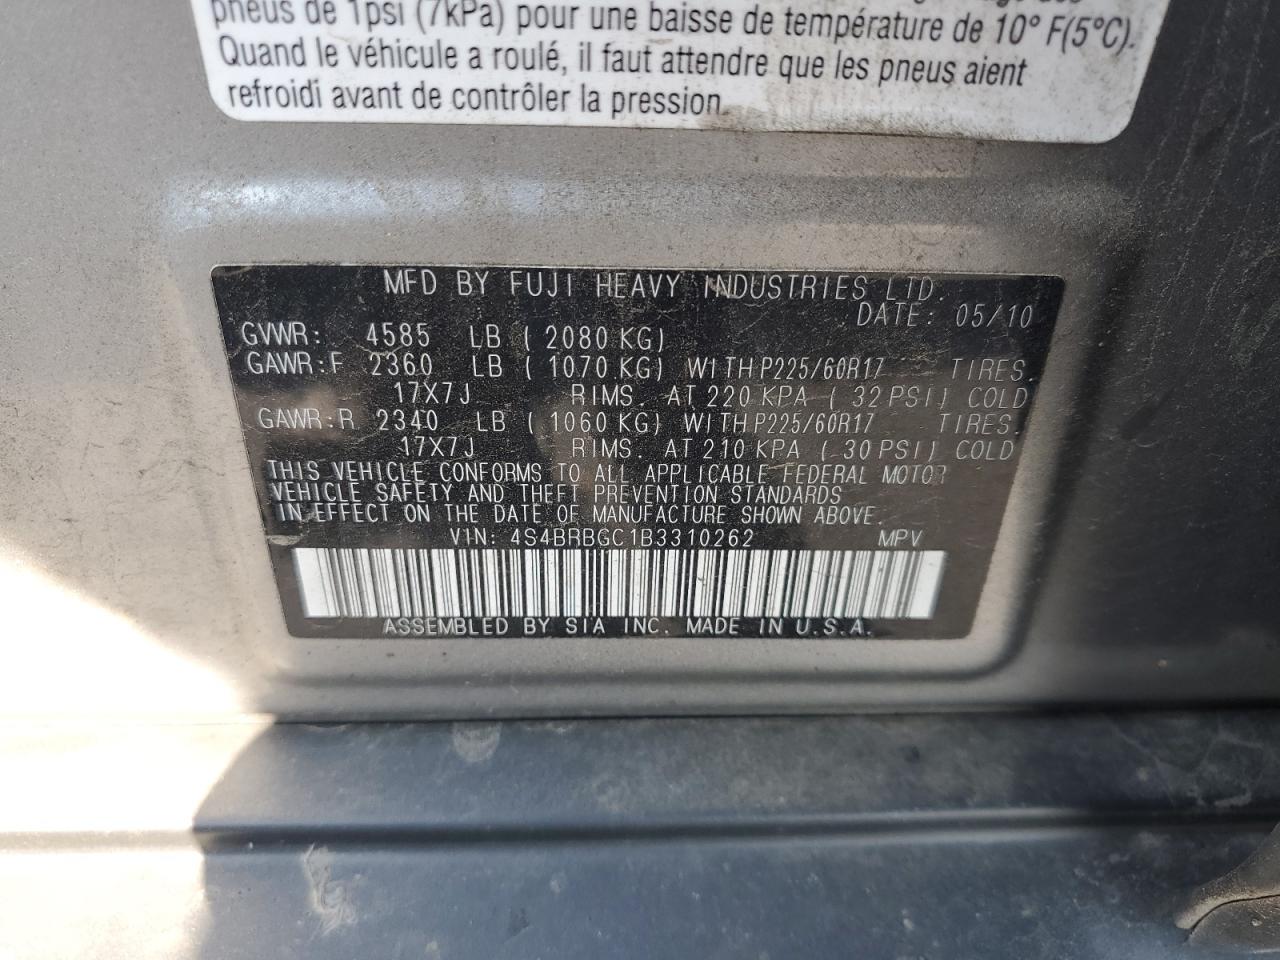 pneus de 1psi (7kPa) pour une baisse de température de 10° F(5°C).
Quand le véhicule a roulé, il faut attendre que les pneus aient
refroidi avant de contrôler la pression.
MFD BY FUJI HEAVY INDUSTRIES LTD.
DATE: 05/10
GVWR: 4585 LB ( 2080 KG)
GAWR:F 2360 LB ( 1070 KG) WITH P225/60R17 TIRES.
17X7J RIMS. AT 220 KPA ( 32 PSI) COLD
GAWR:R 2340 LB ( 1060 KG) WITH P225/60R17 TIRES.
17X7J RIMS. AT 210 KPA ( 30 PSI) COLD
THIS VEHICLE CONFORMS TO ALL APPLICABLE FEDERAL MOTOR
VEHICLE SAFETY AND THEFT PREVENTION STANDARDS
IN EFFECT ON THE DATE OF MANUFACTURE SHOWN ABOVE.
VIN: 4S4BRBGC1B3310262 MPV
ASSEMBLED BY SIA INC. MADE IN U.S.A.